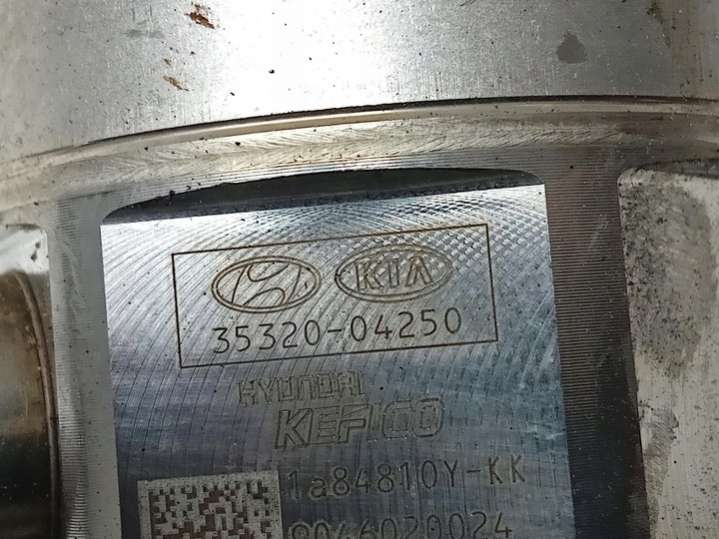 KIA
35320-04250
HYUNDAI
KEFICO
1a84810Y-KK
9046020024